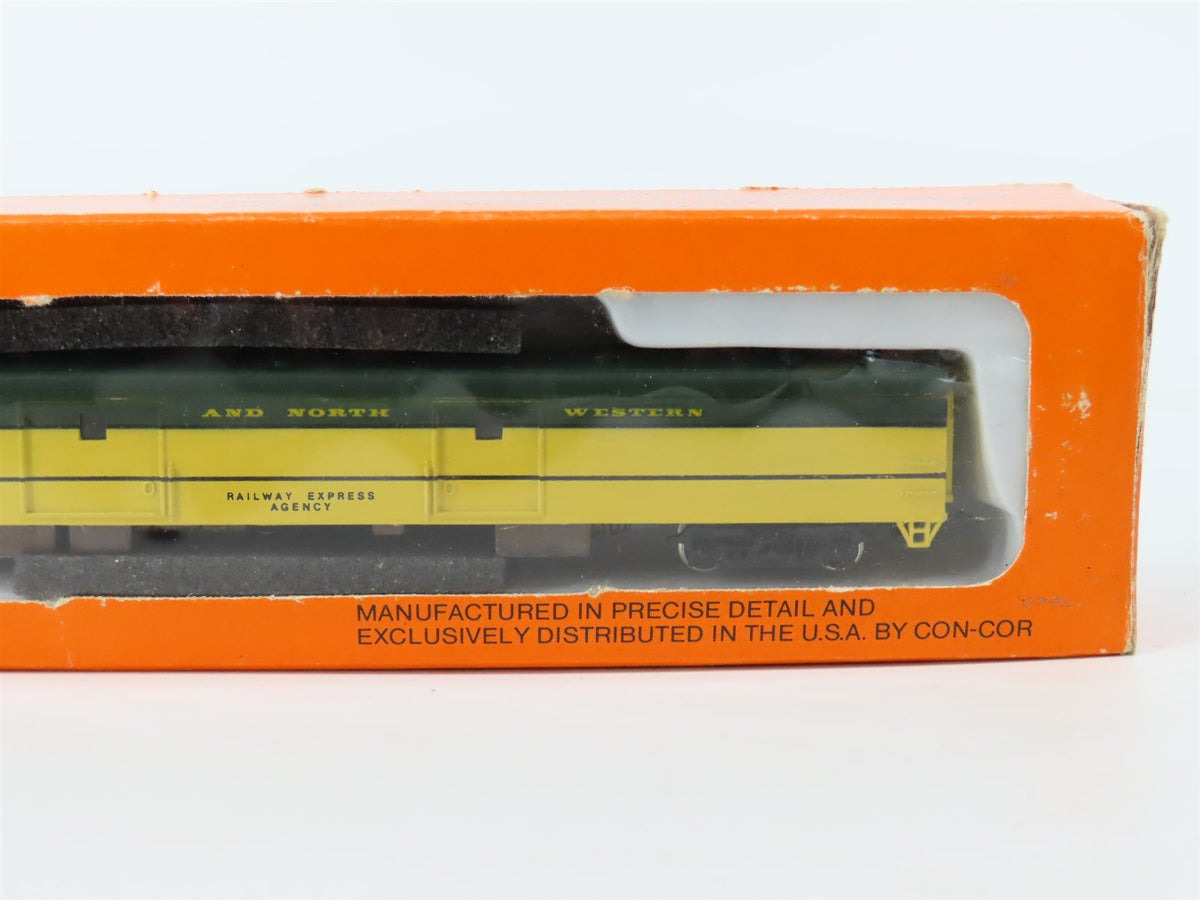 AND NORTH WESTERN
RAILWAY EXPRESS
AGENCY
MANUFACTURED IN PRECISE DETAIL AND
EXCLUSIVELY DISTRIBUTED IN THE U.S.A. BY CON-COR